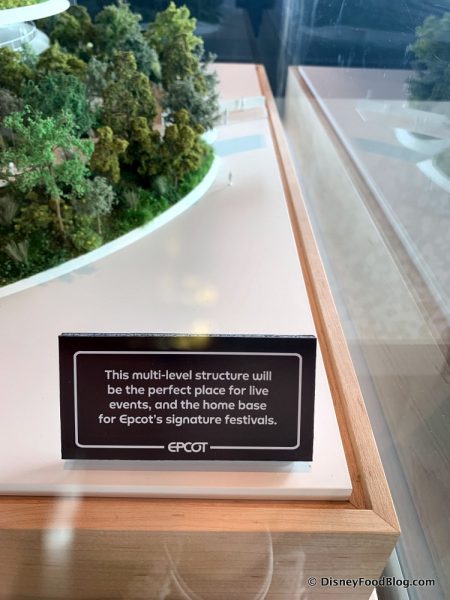 This multi-level structure will
be the perfect place for live
events, and the home base
for Epcot's signature festivals.
EPCOT
© DisneyFoodBlog.com